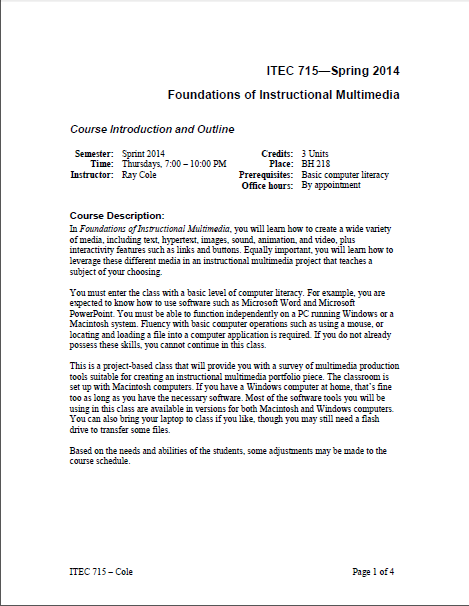 ITEC 715—Spring 2014
Foundations of Instructional Multimedia
Course Introduction and Outline
Semester: Sprint 2014 Credits: 3 Units
Time: Thursdays, 7:00 – 10:00 PM Place: BH 218
Instructor: Ray Cole Prerequisites: Basic computer literacy
Office hours: By appointment
Course Description:
In Foundations of Instructional Multimedia, you will learn how to create a wide variety
of media, including text, hypertext, images, sound, animation, and video, plus
interactivity features such as links and buttons. Equally important, you will learn how to
leverage these different media in an instructional multimedia project that teaches a
subject of your choosing.
You must enter the class with a basic level of computer literacy. For example, you are
expected to know how to use software such as Microsoft Word and Microsoft
PowerPoint. You must be able to function independently on a PC running Windows or a
Macintosh system. Fluency with basic computer operations such as using a mouse, or
locating and loading a file into a computer application is required. If you do not already
possess these skills, you cannot continue in this class.
This is a project-based class that will provide you with a survey of multimedia production
tools suitable for creating an instructional multimedia portfolio piece. The classroom is
set up with Macintosh computers. If you have a Windows computer at home, that's fine
too as long as you have the necessary software. Most of the software tools you will be
using in this class are available in versions for both Macintosh and Windows computers.
You can also bring your laptop to class if you like, though you may still need a flash
drive to transfer some files.
Based on the needs and abilities of the students, some adjustments may be made to the
course schedule.
ITEC 715 – Cole Page 1 of 4